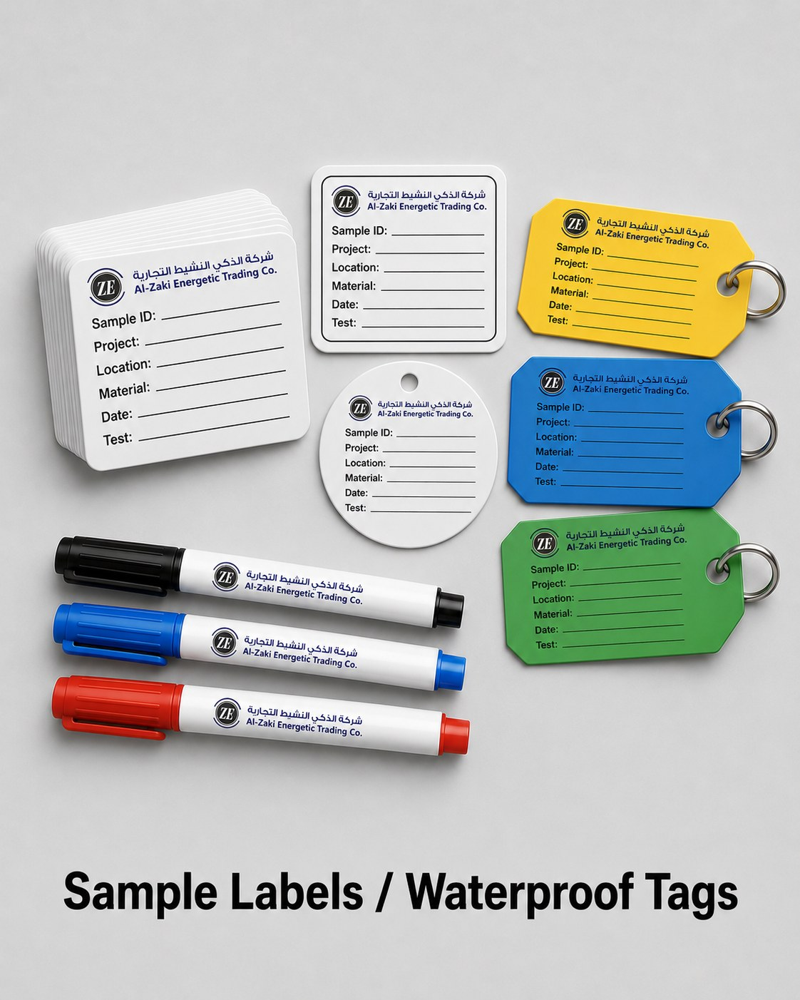 ZE
شركة الذكي النشيط التجارية
Al-Zaki Energetic Trading Co.
Sample ID:
Project:
Location:
Material:
Date:
Test:
ZE
شركة الذكي النشيط التجارية
Al-Zaki Energetic Trading Co.
Sample ID:
Project:
Location:
Material:
Date:
Test:
ZE
شركة الذكي النشيط التجارية
Al-Zaki Energetic Trading Co.
Sample ID:
Project:
Location:
Material:
Date:
Test:
ZE
شركة الذكي النشيط التجارية
Al-Zaki Energetic Trading Co.
Sample ID:
Project:
Location:
Material:
Date:
Test:
ZE
شركة الذكي النشيط التجارية
Al-Zaki Energetic Trading Co.
Sample ID:
Project:
Location:
Material:
Date:
Test:
ZE
شركة الذكي النشيط التجارية
Al-Zaki Energetic Trading Co.
Sample ID:
Project:
Location:
Material:
Date:
Test:
ZE
شركة الذكي النشيط التجارية
Al-Zaki Energetic Trading Co.
ZE
شركة الذكي النشيط التجارية
Al-Zaki Energetic Trading Co.
ZE
شركة الذكي النشيط التجارية
Al-Zaki Energetic Trading Co.
Sample Labels / Waterproof Tags